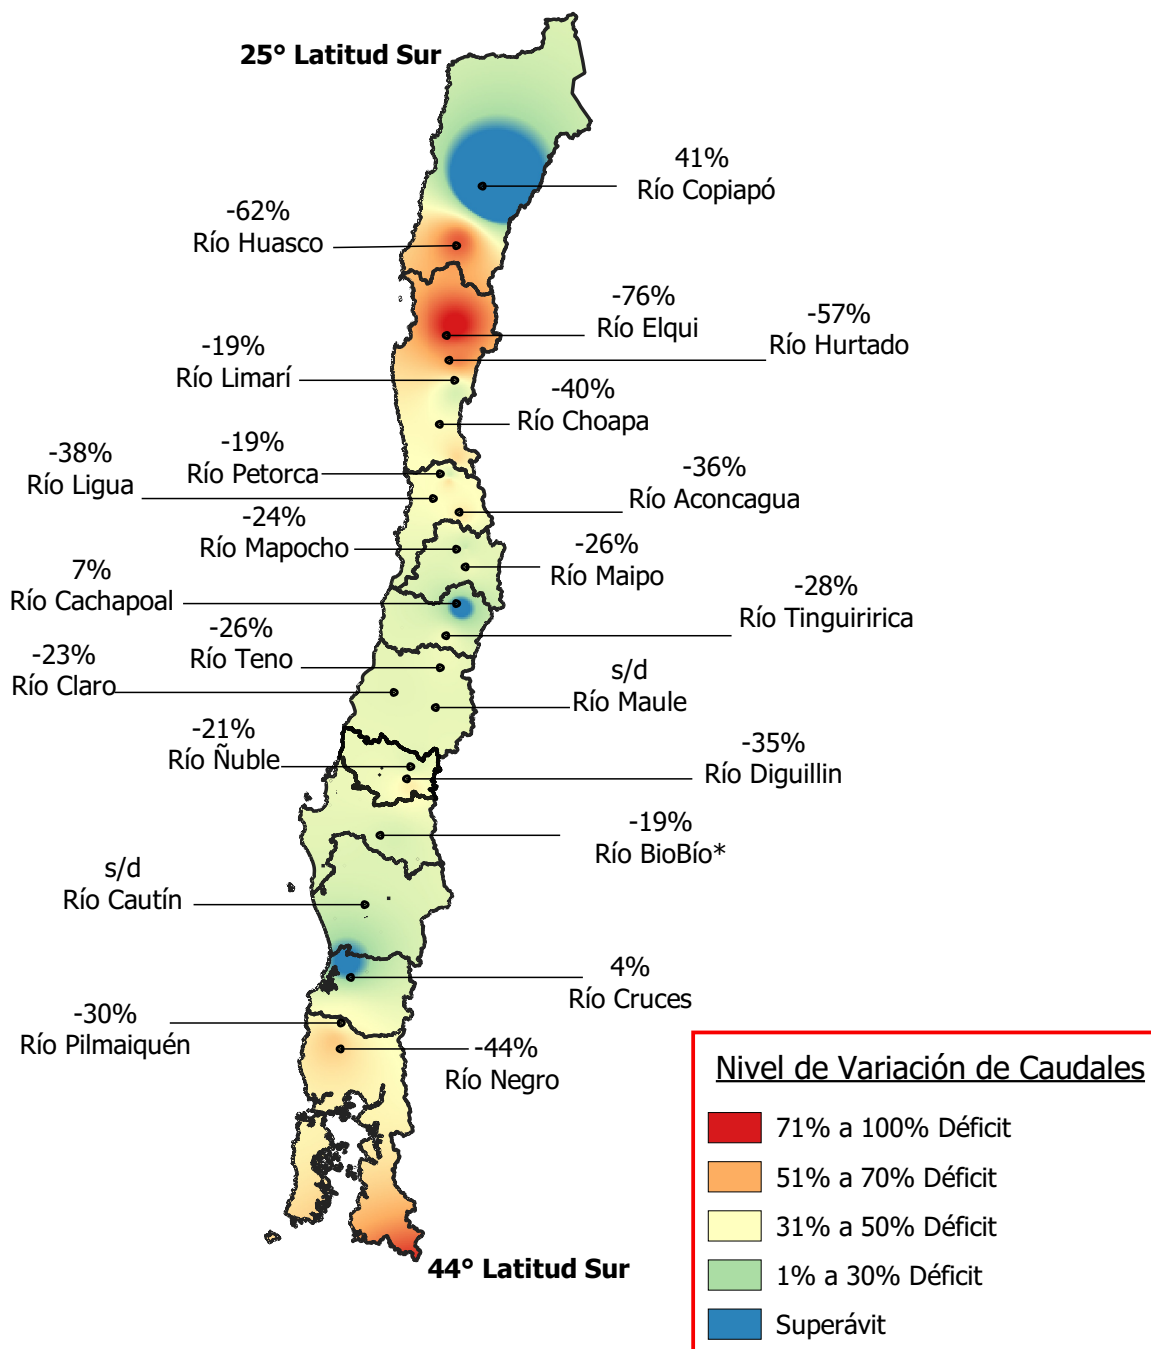 25° Latitud Sur
41%
Río Copiapó
-62%
Río Huasco
-76%
Río Elqui
-57%
Río Hurtado
-19%
Río Limarí
-40%
Río Choapa
-19%
Río Petorca
-38%
Río Ligua
-36%
Río Aconcagua
-24%
Río Mapocho
-26%
Río Maipo
7%
Río Cachapoal
-28%
Río Tinguiririca
-26%
Río Teno
-23%
Río Claro
s/d
Río Maule
-21%
Río Ñuble
-35%
Río Diguillin
-19%
Río BioBío*
s/d
Río Cautín
4%
Río Cruces
-30%
Río Pilmaiquén
-44%
Río Negro
44° Latitud Sur
Nivel de Variación de Caudales
71% a 100% Déficit
51% a 70% Déficit
31% a 50% Déficit
1% a 30% Déficit
Superávit